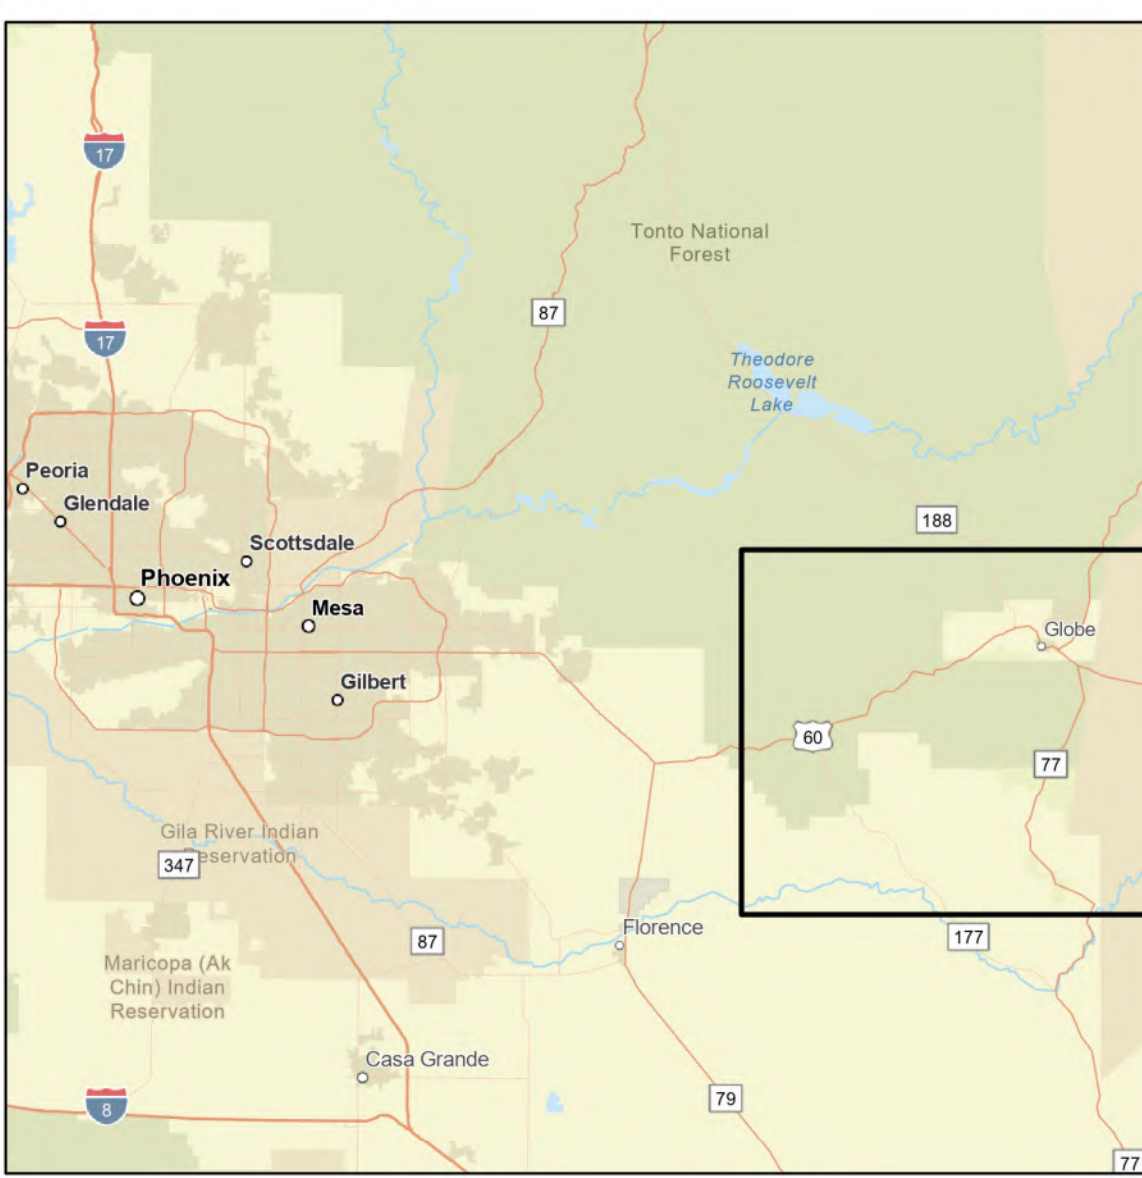 17
Tonto National
Forest
87
17
Theodore
Roosevelt
Lake
Peoria
Glendale
188
Scottsdale
Phoenix
Mesa
Globe
Gilbert
60
77
Gila River Indian
Reservation
347
Florence
87
177
Maricopa (Ak
Chin) Indian
Reservation
Casa Grande
8
79
77